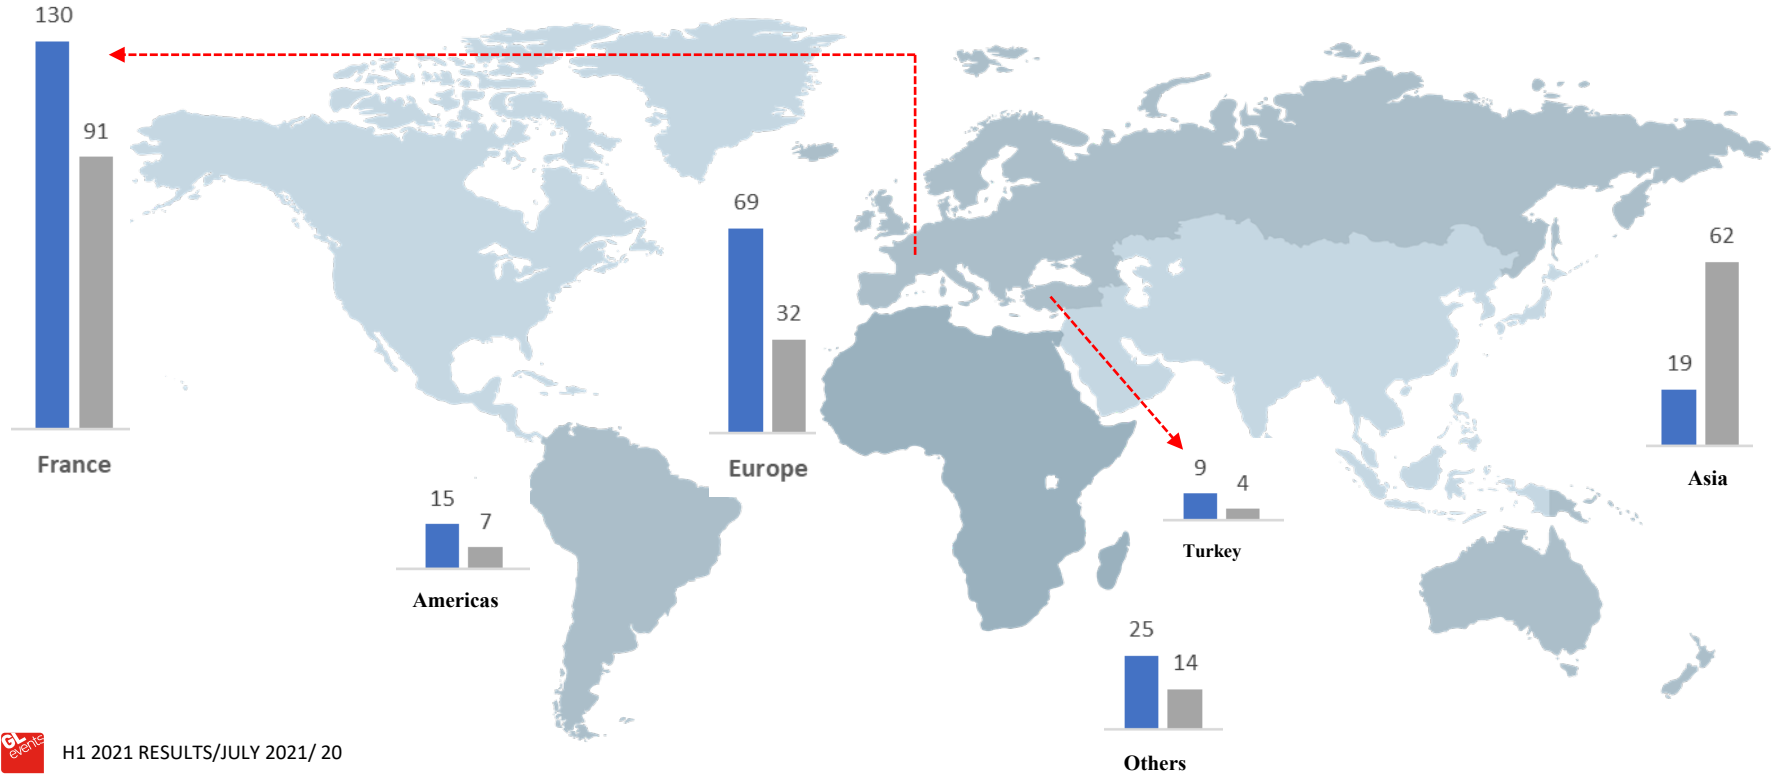 130
91
France
69
32
Europe
62
19
Asia
15
7
Americas
9
4
Turkey
25
14
Others
GL
events
H1 2021 RESULTS/JULY 2021/ 20